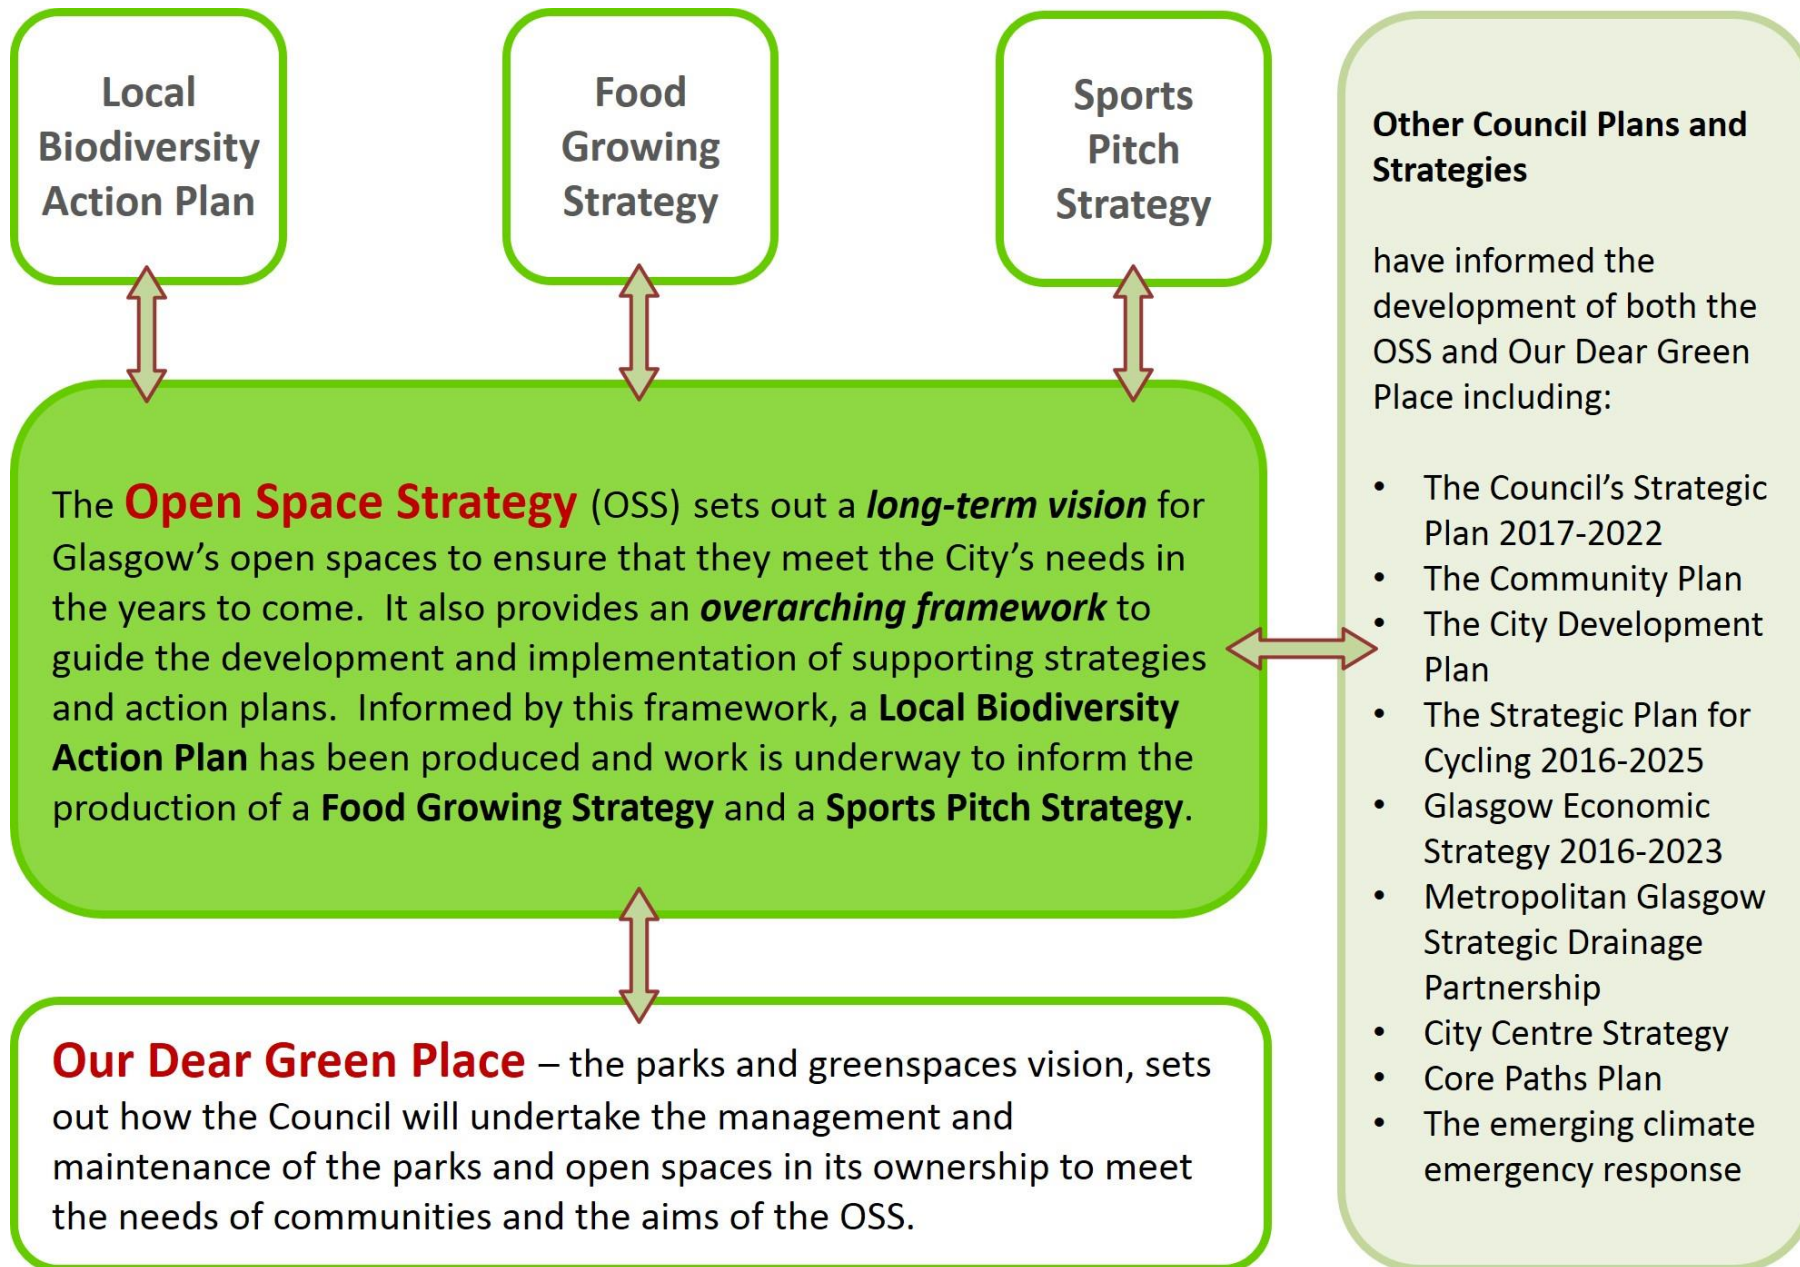 Local
Biodiversity
Action Plan
Food
Growing
Strategy
Sports
Pitch
Strategy
The Open Space Strategy (OSS) sets out a long-term vision for
Glasgow’s open spaces to ensure that they meet the City’s needs in
the years to come.  It also provides an overarching framework to
guide the development and implementation of supporting strategies
and action plans.  Informed by this framework, a Local Biodiversity
Action Plan has been produced and work is underway to inform the
production of a Food Growing Strategy and a Sports Pitch Strategy.
Our Dear Green Place – the parks and greenspaces vision, sets
out how the Council will undertake the management and
maintenance of the parks and open spaces in its ownership to meet
the needs of communities and the aims of the OSS.
Other Council Plans and
Strategies
have informed the
development of both the
OSS and Our Dear Green
Place including:
• The Council’s Strategic
Plan 2017-2022
• The Community Plan
• The City Development
Plan
• The Strategic Plan for
Cycling 2016-2025
• Glasgow Economic
Strategy 2016-2023
• Metropolitan Glasgow
Strategic Drainage
Partnership
• City Centre Strategy
• Core Paths Plan
• The emerging climate
emergency response